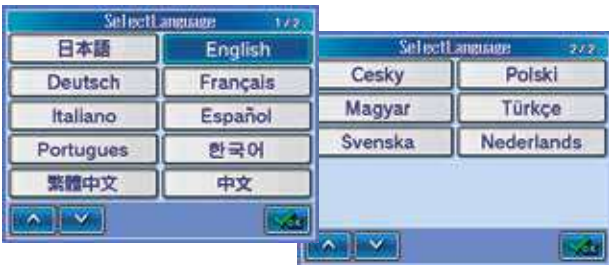 SelectLanguage 1/2
日本語 English
Deutsch Français
Italiano Español
Portugues 한국어
繁體中文 中文
SelectLanguage 2/2
Cesky Polski
Magyar Türkçe
Svenska Nederlands